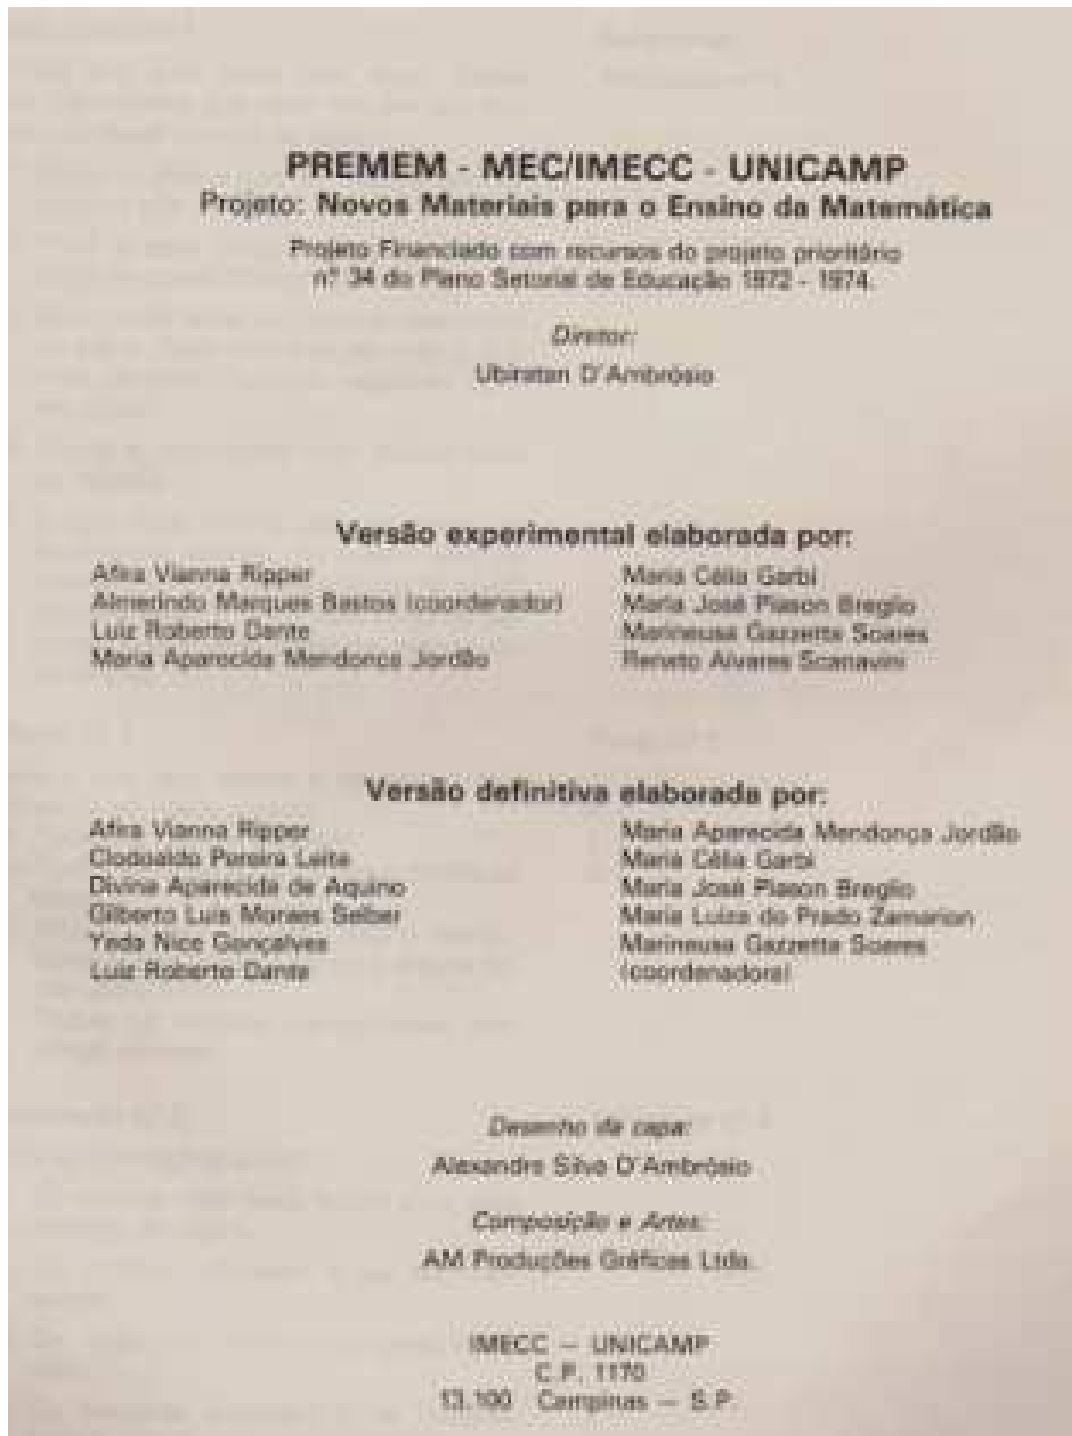 PREMEM - MEC/IMECC - UNICAMP
Projeto: Novos Materiais para o Ensino da Matemática
Projeto Financiado com recursos do projeto prioritário
n.º 34 do Plano Setorial de Educação 1972 - 1974.
Diretor:
Ubiratan D'Ambrósio
Versão experimental elaborada por:
Afira Vianna Ripper
Almerindo Marques Bastos (coordenador)
Luiz Roberto Dante
Maria Aparecida Mendonça Jordão
Maria Célia Garbi
Maria José Piason Breglio
Marineusa Gazzetta Soares
Renato Alvares Scanavini
Versão definitiva elaborada por:
Afira Vianna Ripper
Clodoaldo Pereira Leite
Divina Aparecida de Aquino
Gilberto Luis Moraes Selber
Yeda Nice Gonçalves
Luiz Roberto Dante
Maria Aparecida Mendonça Jordão
Maria Célia Garbi
Maria José Piason Breglio
Maria Luiza do Prado Zamarion
Marineusa Gazzetta Soares
(coordenadora)
Desenho da capa:
Alexandre Silva D'Ambrósio
Composição e Artes:
AM Produções Gráficas Ltda.
IMECC — UNICAMP
C.P. 1170
13.100 Campinas — S.P.